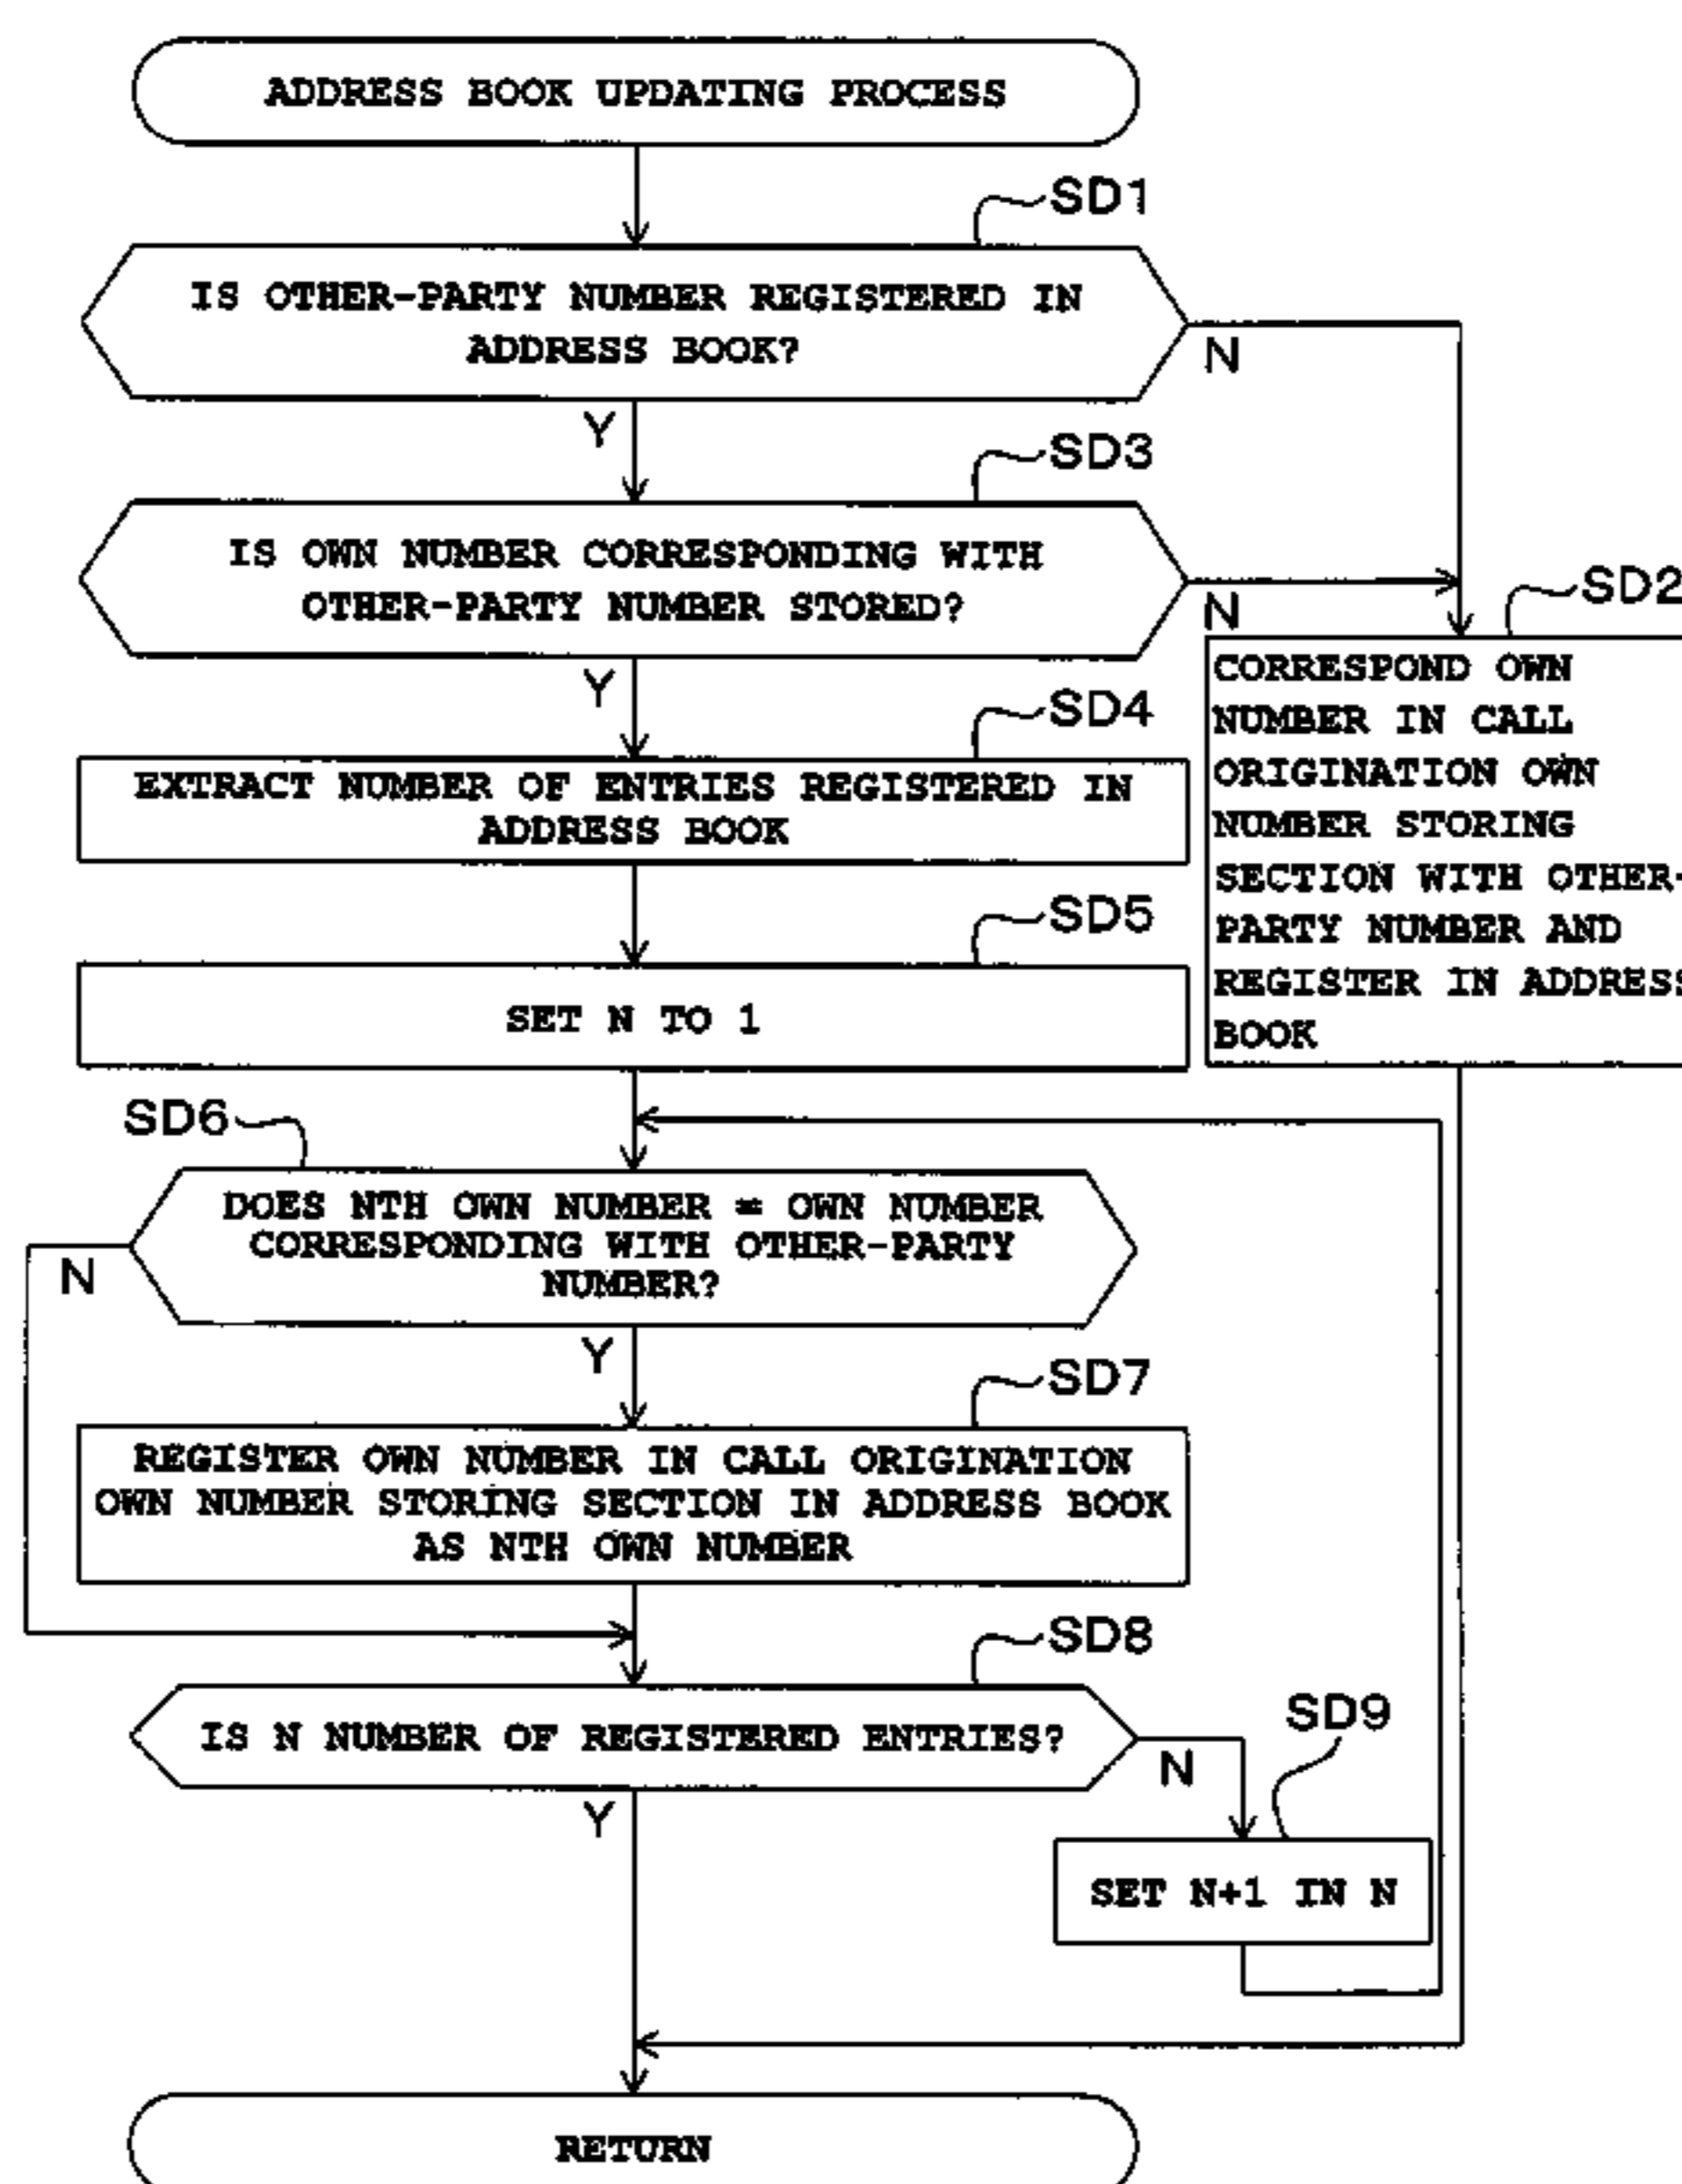 ADDRESS BOOK UPDATING PROCESS
SD1
IS OTHER-PARTY NUMBER REGISTERED IN
ADDRESS BOOK?
N
Y
SD3
IS OWN NUMBER CORRESPONDING WITH
OTHER-PARTY NUMBER STORED?
N
Y
SD2
CORRESPOND OWN
NUMBER IN CALL
ORIGINATION OWN
NUMBER STORING
SECTION WITH OTHER-
PARTY NUMBER AND
REGISTER IN ADDRESS
BOOK
SD4
EXTRACT NUMBER OF ENTRIES REGISTERED IN
ADDRESS BOOK
SD5
SET N TO 1
SD6
DOES NTH OWN NUMBER = OWN NUMBER
CORRESPONDING WITH OTHER-PARTY
NUMBER?
N
Y
SD7
REGISTER OWN NUMBER IN CALL ORIGINATION
OWN NUMBER STORING SECTION IN ADDRESS BOOK
AS NTH OWN NUMBER
SD8
IS N NUMBER OF REGISTERED ENTRIES?
N
Y
SD9
SET N+1 IN N
RETURN